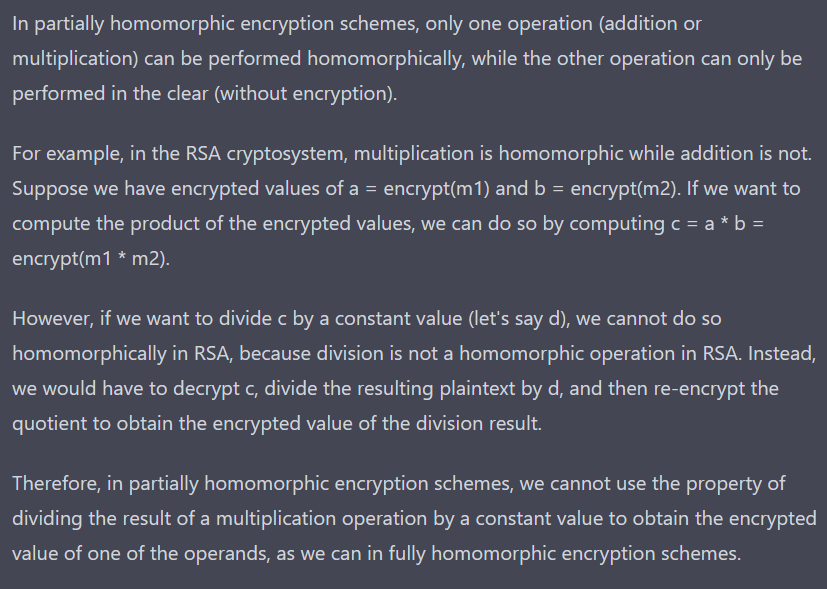 In partially homomorphic encryption schemes, only one operation (addition or
multiplication) can be performed homomorphically, while the other operation can only be
performed in the clear (without encryption).
For example, in the RSA cryptosystem, multiplication is homomorphic while addition is not.
Suppose we have encrypted values of a = encrypt(m1) and b = encrypt(m2). If we want to
compute the product of the encrypted values, we can do so by computing c = a * b =
encrypt(m1 * m2).
However, if we want to divide c by a constant value (let's say d), we cannot do so
homomorphically in RSA, because division is not a homomorphic operation in RSA. Instead,
we would have to decrypt c, divide the resulting plaintext by d, and then re-encrypt the
quotient to obtain the encrypted value of the division result.
Therefore, in partially homomorphic encryption schemes, we cannot use the property of
dividing the result of a multiplication operation by a constant value to obtain the encrypted
value of one of the operands, as we can in fully homomorphic encryption schemes.